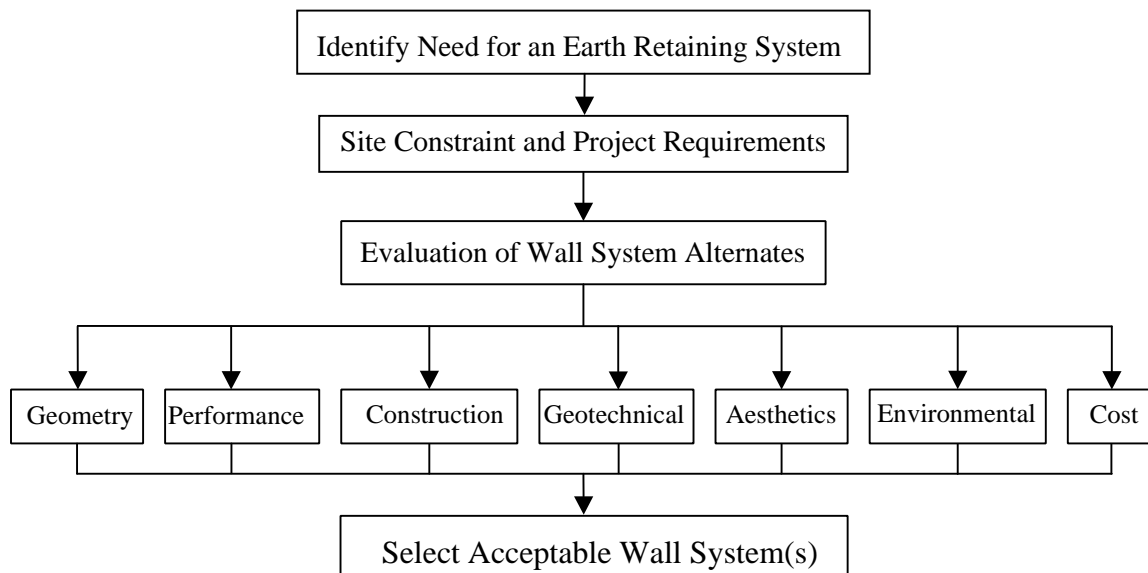 Identify Need for an Earth Retaining System
Site Constraint and Project Requirements
Evaluation of Wall System Alternates
Geometry
Performance
Construction
Geotechnical
Aesthetics
Environmental
Cost
Select Acceptable Wall System(s)